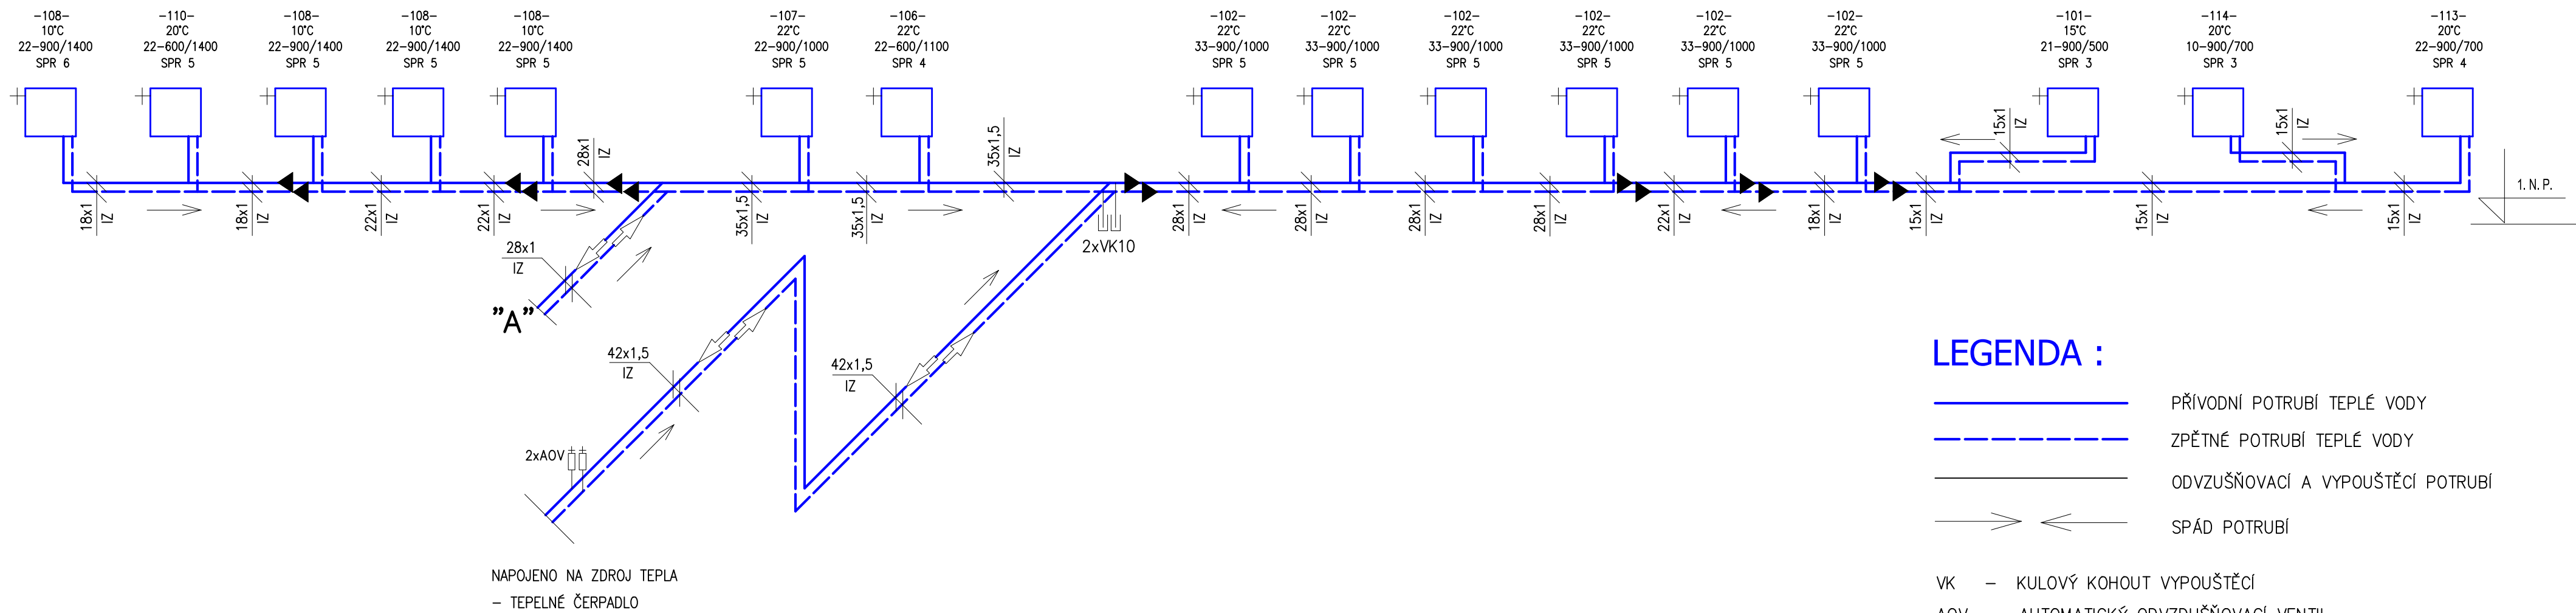 -108-
10°C
22-900/1400
SPR 6
-110-
20°C
22-600/1400
SPR 5
-108-
10°C
22-900/1400
SPR 5
-108-
10°C
22-900/1400
SPR 5
-108-
10°C
22-900/1400
SPR 5
-107-
22°C
22-900/1000
SPR 5
-106-
22°C
22-600/1100
SPR 4
-102-
22°C
33-900/1000
SPR 5
-102-
22°C
33-900/1000
SPR 5
-102-
22°C
33-900/1000
SPR 5
-102-
22°C
33-900/1000
SPR 5
-102-
22°C
33-900/1000
SPR 5
-102-
22°C
33-900/1000
SPR 5
-101-
15°C
21-900/500
SPR 3
-114-
20°C
10-900/700
SPR 3
-113-
20°C
22-900/700
SPR 4
28x1
IZ
35x1,5
IZ
15x1
IZ
15x1
IZ
18x1
IZ
18x1
IZ
22x1
IZ
22x1
IZ
35x1,5
IZ
35x1,5
IZ
28x1
IZ
28x1
IZ
28x1
IZ
28x1
IZ
22x1
IZ
18x1
IZ
15x1
IZ
15x1
IZ
15x1
IZ
1. N.P.
2xVK10
28x1
IZ
"A"
42x1,5
IZ
42x1,5
IZ
2xAOV
NAPOJENO NA ZDROJ TEPLA
- TEPELNÉ ČERPADLO
LEGENDA :
PŘÍVODNÍ POTRUBÍ TEPLÉ VODY
ZPĚTNÉ POTRUBÍ TEPLÉ VODY
ODVZUŠŇOVACÍ A VYPOUŠTĚCÍ POTRUBÍ
SPÁD POTRUBÍ
VK - KULOVÝ KOHOUT VYPOUŠTĚCÍ
AOV - AUTOMATICKÝ ODVZDUŠŇOVACÍ VENTIL